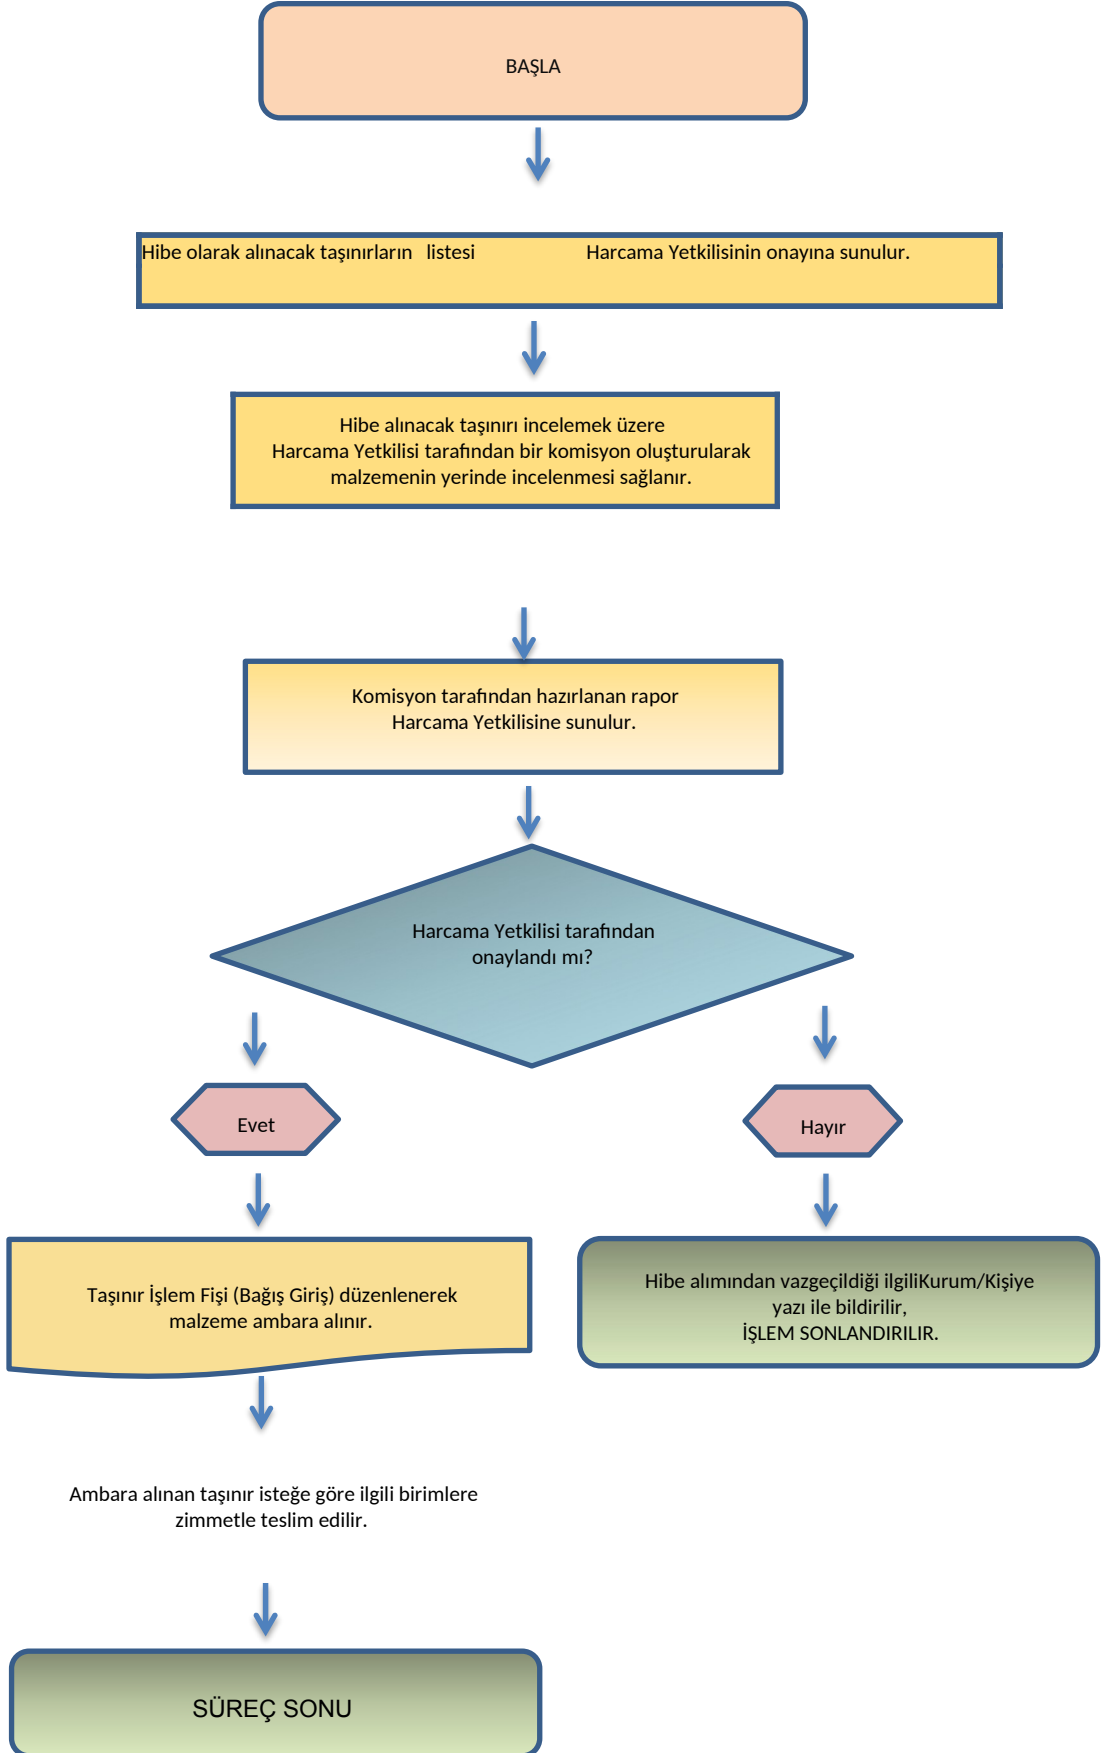 BAŞLA
Hibe olarak alınacak taşınırların listesi Harcama Yetkilisinin onayına sunulur.
Hibe alınacak taşınırı incelemek üzere
Harcama Yetkilisi tarafından bir komisyon oluşturularak
malzemenin yerinde incelenmesi sağlanır.
Komisyon tarafından hazırlanan rapor
Harcama Yetkilisine sunulur.
Harcama Yetkilisi tarafından
onaylandı mı?
Evet
Hayır
Taşınır İşlem Fişi (Bağış Giriş) düzenlenerek
malzeme ambara alınır.
Hibe alımından vazgeçildiği ilgiliKurum/Kişiye
yazı ile bildirilir,
İŞLEM SONLANDIRILIR.
Ambara alınan taşınır isteğe göre ilgili birimlere
zimmetle teslim edilir.
SÜREÇ SONU